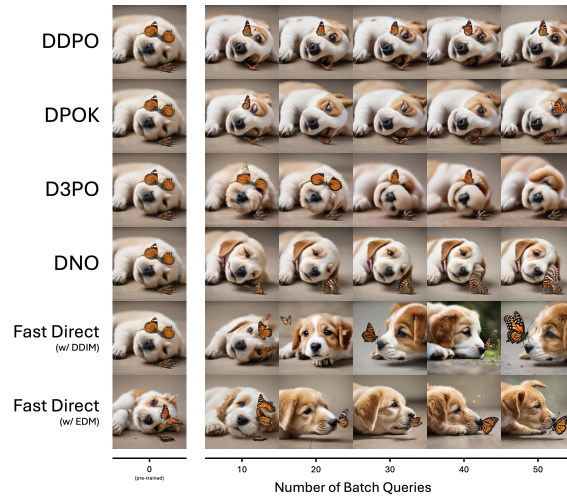 DDPO
DPOK
D3PO
DNO
Fast Direct
(w/ DDIM)
Fast Direct
(w/ EDM)
0
10
20
30
40
50
(pre-trained)
Number of Batch Queries